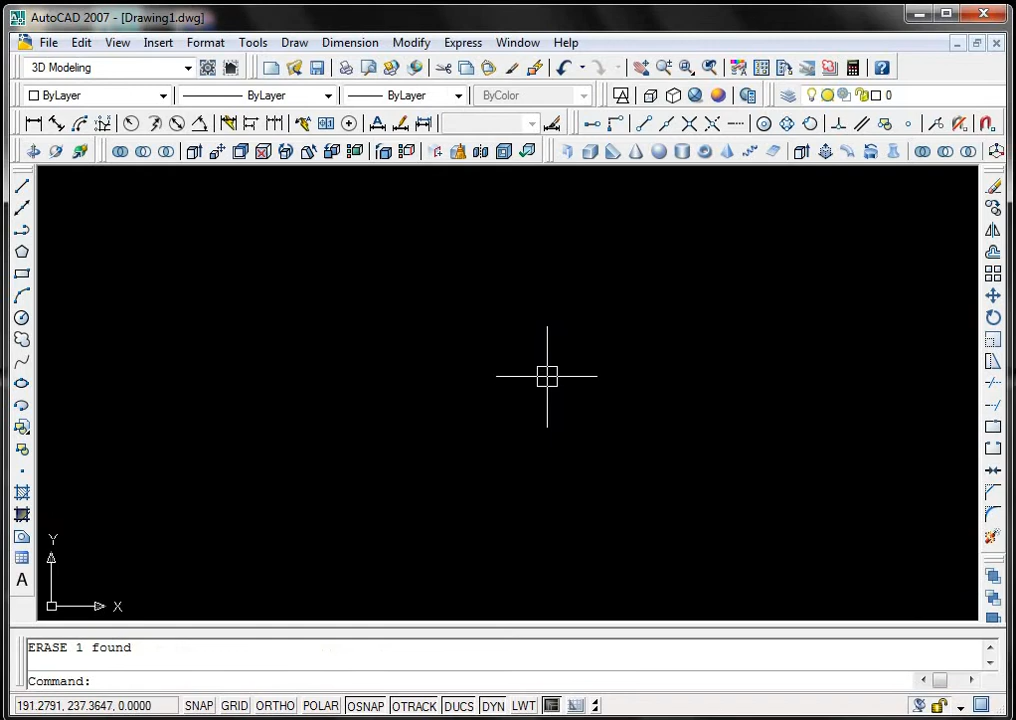 AutoCAD 2007 - [Drawing1.dwg]
File Edit View Insert Format Tools Draw Dimension Modify Express Window Help
3D Modeling
ByLayer ByLayer ByLayer ByColor 0
A
Y
X
ERASE 1 found
Command:
191.2791, 237.3647, 0.0000 SNAP GRID ORTHO POLAR OSNAP OTRACK DUCS DYN LWT